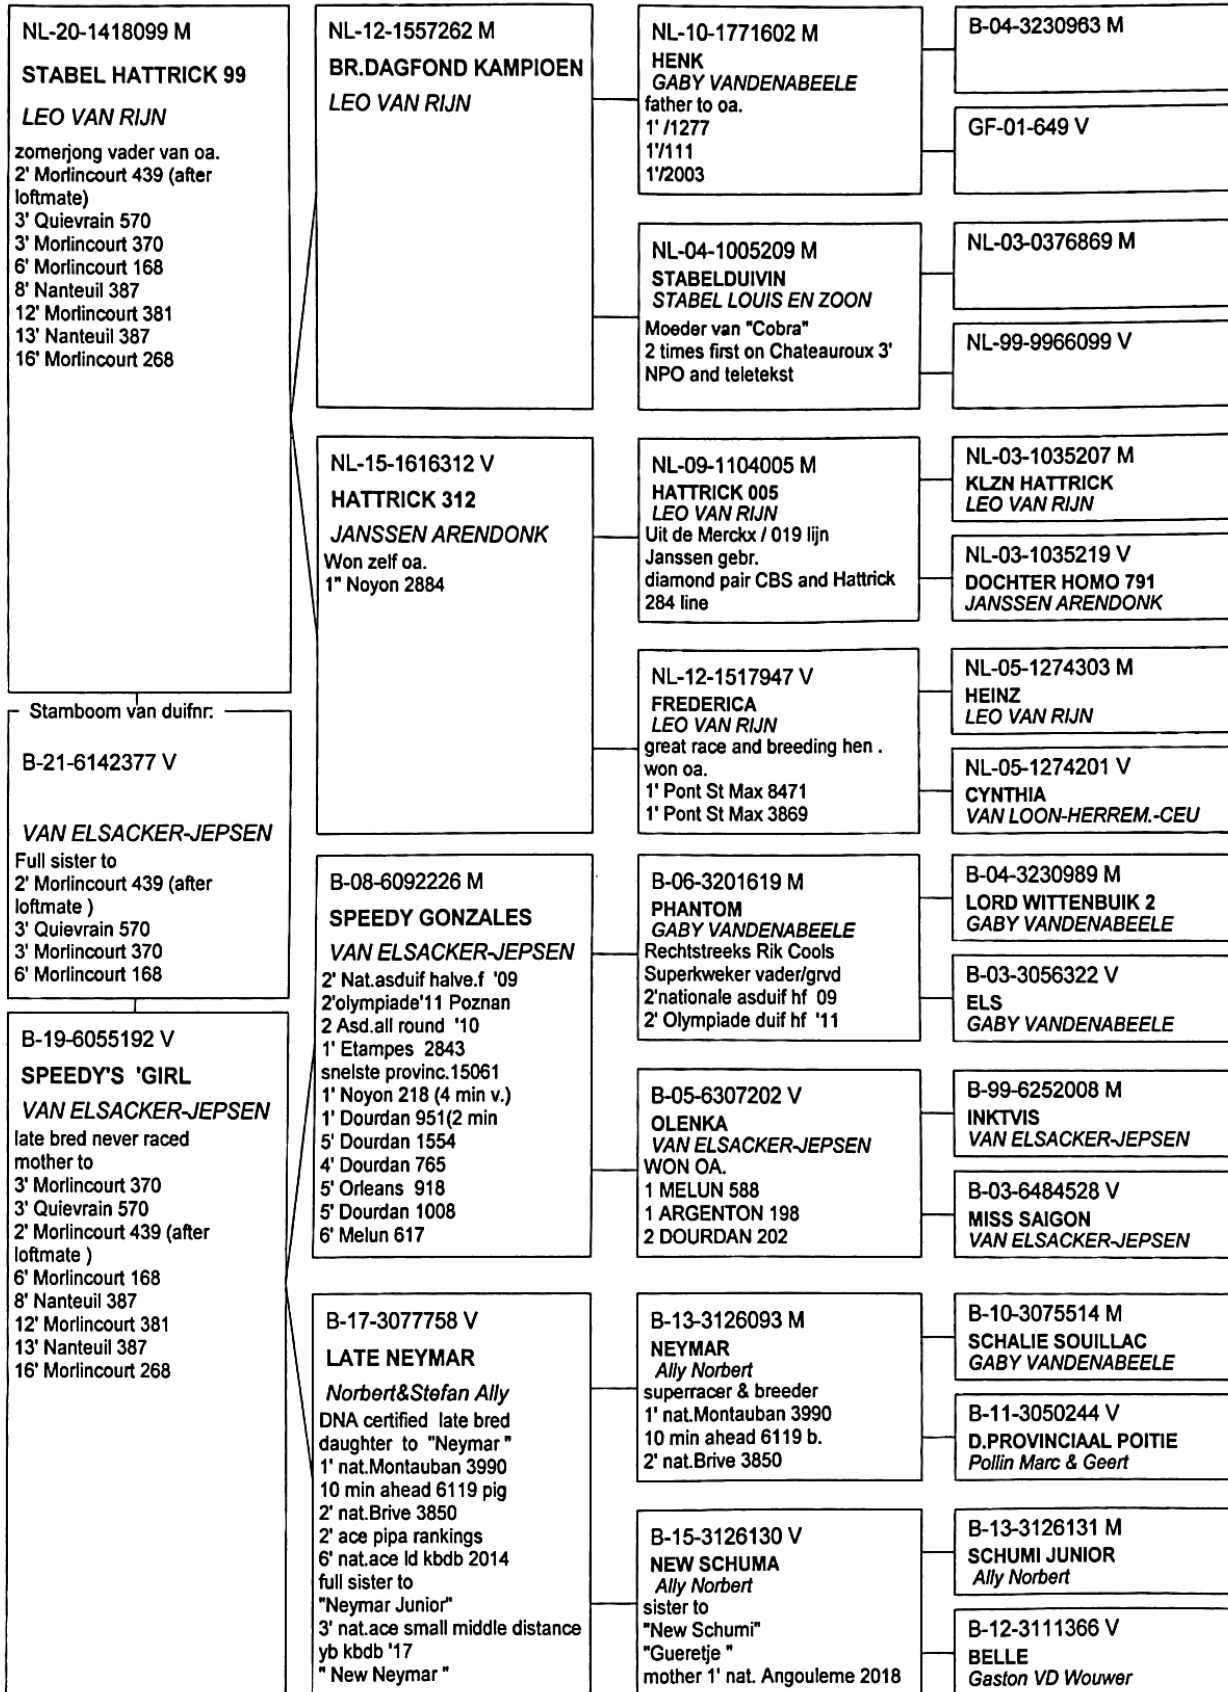 NL-20-1418099 M
STABEL HATTRICK 99
LEO VAN RIJN
zomerjong vader van oa.
2' Morlincourt 439 (after
loftmate)
3' Quievrain 570
3' Morlincourt 370
6' Morlincourt 168
8' Nanteuil 387
12' Morlincourt 381
13' Nanteuil 387
16' Morlincourt 268
Stamboom van duifnr.
B-21-6142377 V
VAN ELSACKER-JEPSEN
Full sister to
2' Morlincourt 439 (after
loftmate )
3' Quievrain 570
3' Morlincourt 370
6' Morlincourt 168
B-19-6055192 V
SPEEDY'S 'GIRL
VAN ELSACKER-JEPSEN
late bred never raced
mother to
3' Morlincourt 370
3' Quievrain 570
2' Morlincourt 439 (after
loftmate )
6' Morlincourt 168
8' Nanteuil 387
12' Morlincourt 381
13' Nanteuil 387
16' Morlincourt 268
NL-12-1557262 M
BR.DAGFOND KAMPIOEN
LEO VAN RIJN
NL-15-1616312 V
HATTRICK 312
JANSSEN ARENDONK
Won zelf oa.
1" Noyon 2884
B-08-6092226 M
SPEEDY GONZALES
VAN ELSACKER-JEPSEN
2' Nat.asduif halve.f '09
2'olympiade'11 Poznan
2 Asd.all round '10
1' Etampes 2843
snelste provinc.15061
1' Noyon 218 (4 min v.)
1' Dourdan 951(2 min
5' Dourdan 1554
4' Dourdan 765
5' Orleans 918
5' Dourdan 1008
6' Melun 617
B-17-3077758 V
LATE NEYMAR
Norbert&Stefan Ally
DNA certified late bred
daughter to "Neymar "
1' nat.Montauban 3990
10 min ahead 6119 pig
2' nat.Brive 3850
2' ace pipa rankings
6' nat.ace ld kbdb 2014
full sister to
"Neymar Junior"
3' nat.ace small middle distance
yb kbdb '17
" New Neymar "
NL-10-1771602 M
HENK
GABY VANDENABEELE
father to oa.
1' /1277
1'/111
1'/2003
NL-04-1005209 M
STABELDUIVIN
STABEL LOUIS EN ZOON
Moeder van "Cobra"
2 times first on Chateauroux 3'
NPO and teletekst
NL-09-1104005 M
HATTRICK 005
LEO VAN RIJN
Uit de Merckx / 019 lijn
Janssen gebr.
diamond pair CBS and Hattrick
284 line
NL-12-1517947 V
FREDERICA
LEO VAN RIJN
great race and breeding hen .
won oa.
1' Pont St Max 8471
1' Pont St Max 3869
B-06-3201619 M
PHANTOM
GABY VANDENABEELE
Rechtstreeks Rik Cools
Superkweker vader/grvd
2'nationale asduif hf 09
2' Olympiade duif hf '11
B-05-6307202 V
OLENKA
VAN ELSACKER-JEPSEN
WON OA.
1 MELUN 588
1 ARGENTON 198
2 DOURDAN 202
B-13-3126093 M
NEYMAR
Ally Norbert
superracer & breeder
1' nat.Montauban 3990
10 min ahead 6119 b.
2' nat.Brive 3850
B-15-3126130 V
NEW SCHUMA
Ally Norbert
sister to
"New Schumi"
"Gueretje "
mother 1' nat. Angouleme 2018
B-04-3230963 M
GF-01-649 V
NL-03-0376869 M
NL-99-9966099 V
NL-03-1035207 M
KLZN HATTRICK
LEO VAN RIJN
NL-03-1035219 V
DOCHTER HOMO 791
JANSSEN ARENDONK
NL-05-1274303 M
HEINZ
LEO VAN RIJN
NL-05-1274201 V
CYNTHIA
VAN LOON-HERREM.-CEU
B-04-3230989 M
LORD WITTENBUIK 2
GABY VANDENABEELE
B-03-3056322 V
ELS
GABY VANDENABEELE
B-99-6252008 M
INKTVIS
VAN ELSACKER-JEPSEN
B-03-6484528 V
MISS SAIGON
VAN ELSACKER-JEPSEN
B-10-3075514 M
SCHALIE SOUILLAC
GABY VANDENABEELE
B-11-3050244 V
D.PROVINCIAAL POITIE
Pollin Marc & Geert
B-13-3126131 M
SCHUMI JUNIOR
Ally Norbert
B-12-3111366 V
BELLE
Gaston VD Wouwer